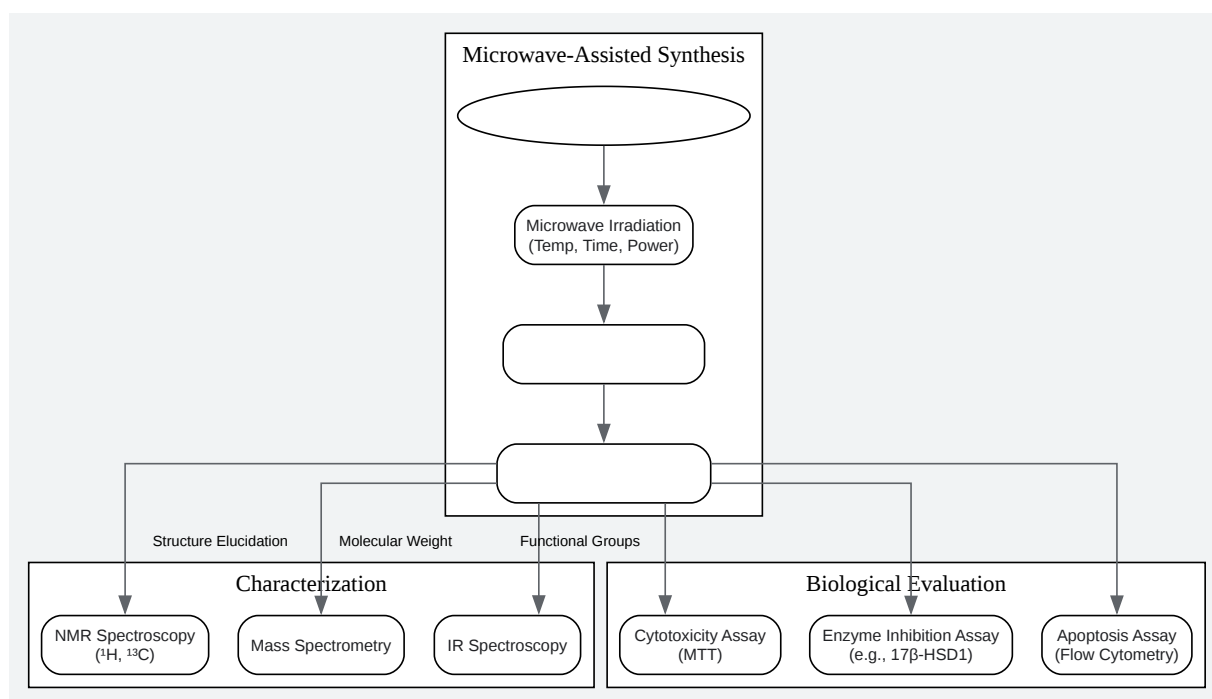 Microwave-Assisted Synthesis
Microwave Irradiation
(Temp, Time, Power)
Structure Elucidation
Molecular Weight
Functional Groups
Characterization
Biological Evaluation
NMR Spectroscopy
(¹H, ¹³C)
Mass Spectrometry
IR Spectroscopy
Cytotoxicity Assay
(MTT)
Enzyme Inhibition Assay
(e.g., 17β-HSD1)
Apoptosis Assay
(Flow Cytometry)